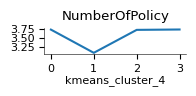 NumberOfPolicy
3.75
3.50
3.25
0 1 2 3
kmeans_cluster_4